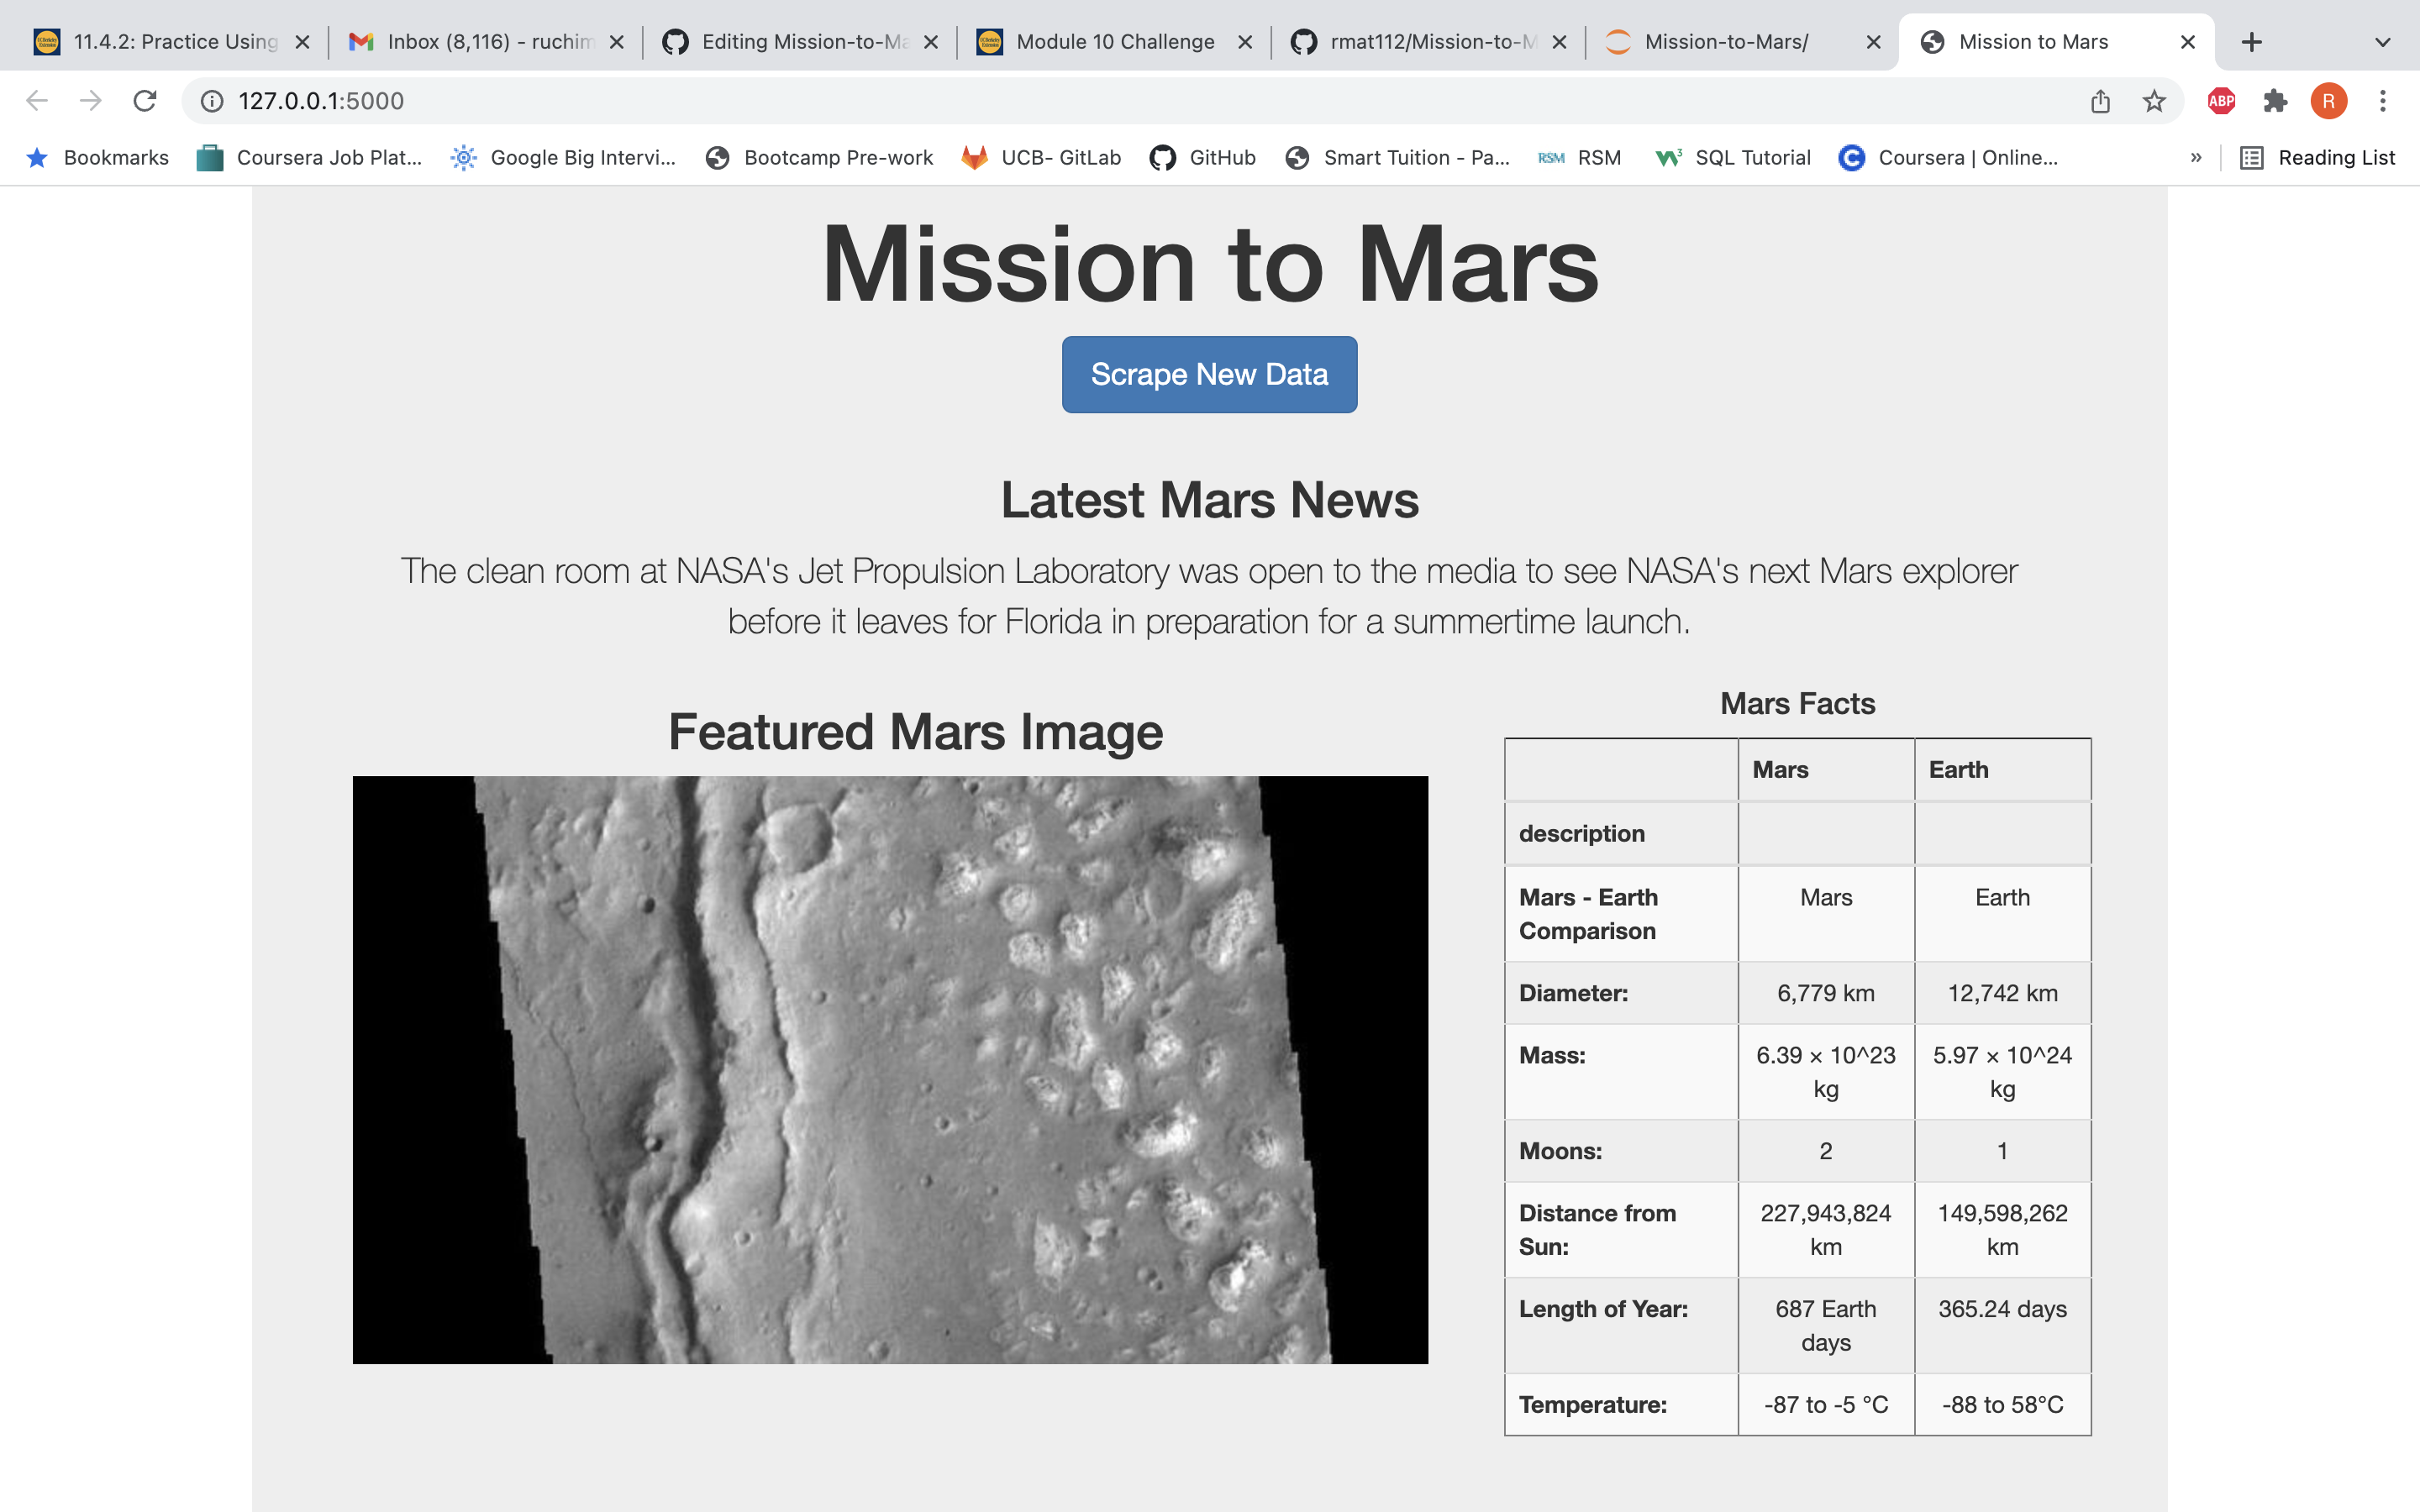 11.4.2: Practice Using
Inbox (8,116) - ruchim
Editing Mission-to-Ma
Module 10 Challenge
rmat112/Mission-to-M
Mission-to-Mars/
Mission to Mars
127.0.0.1:5000
ABP
R
Bookmarks
Coursera Job Plat...
Google Big Intervi...
Bootcamp Pre-work
UCB- GitLab
GitHub
Smart Tuition - Pa...
RSM RSM
SQL Tutorial
Coursera | Online...
»
Reading List
Mission to Mars
Scrape New Data
Latest Mars News
The clean room at NASA's Jet Propulsion Laboratory was open to the media to see NASA's next Mars explorer
before it leaves for Florida in preparation for a summertime launch.
Featured Mars Image
Mars Facts
Mars Earth
description
Mars - Earth Mars Earth
Comparison
Diameter: 6,779 km 12,742 km
Mass: 6.39 × 10^23 5.97 × 10^24
kg kg
Moons: 2 1
Distance from 227,943,824 149,598,262
Sun: km km
Length of Year: 687 Earth 365.24 days
days
Temperature: -87 to -5 °C -88 to 58°C